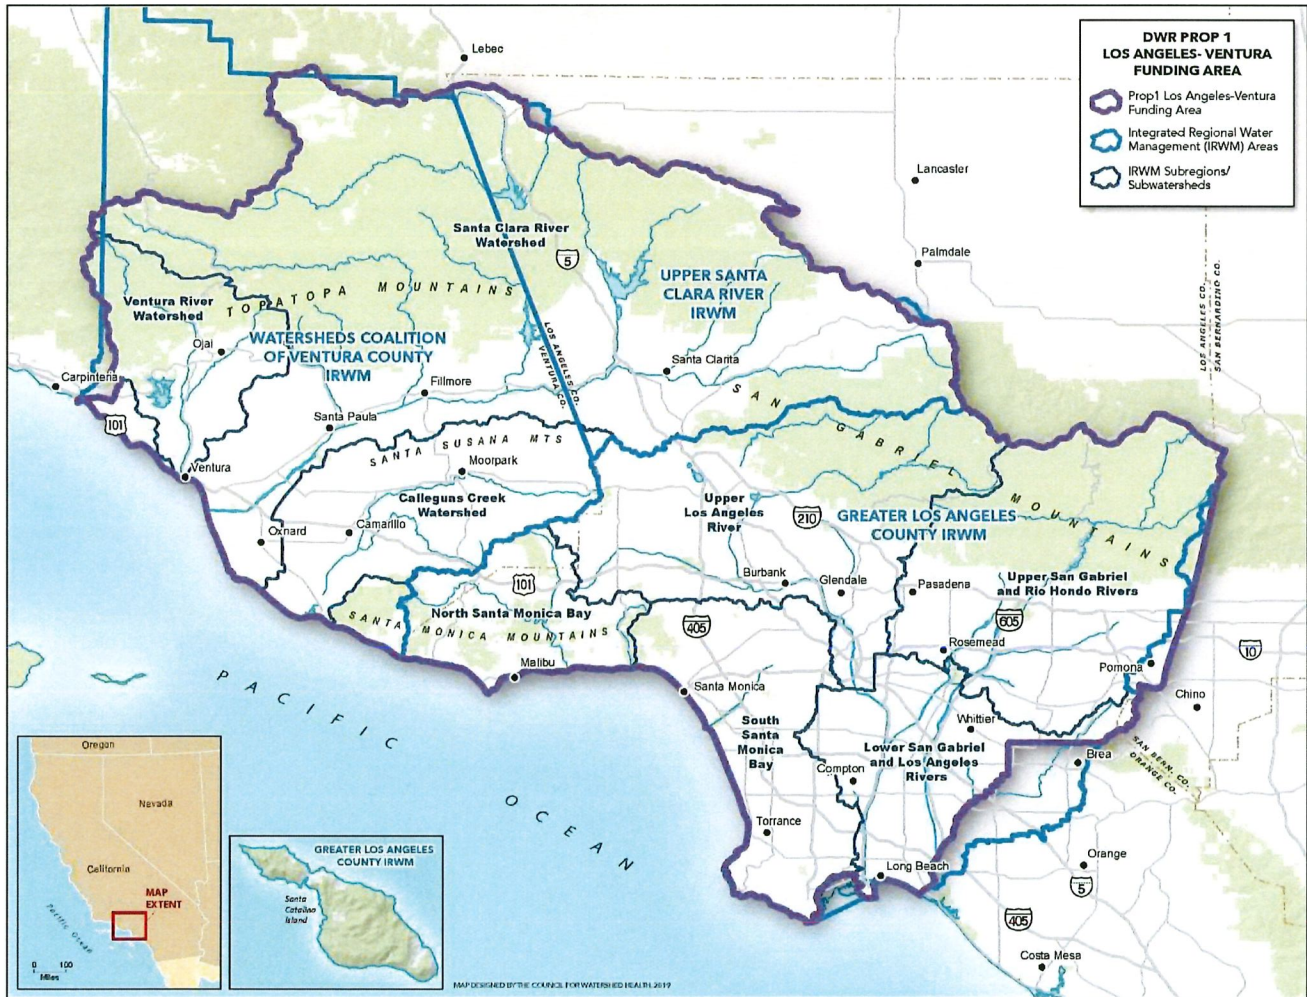 DWR PROP 1
LOS ANGELES- VENTURA
FUNDING AREA
Prop1 Los Angeles-Ventura
Funding Area
Integrated Regional Water
Management (IRWM) Areas
IRWM Subregions/
Subwatersheds
Lebec
Lancaster
Palmdale
LOS ANGELES CO.
SAN BERNARDINO CO.
Santa Clara River
Watershed
5
UPPER SANTA
CLARA RIVER
IRWM
TOPATOPA MOUNTAINS
Ventura River
Watershed
Ojai
WATERSHEDS COALITION
OF VENTURA COUNTY
IRWM
LOS ANGELES CO.
VENTURA CO.
Santa Clarita
Carpinteria
Fillmore
101
Santa Paula
SAN GABRIEL MOUNTAINS
SANTA SUSANA MTS
Moorpark
Ventura
Calleguas Creek
Watershed
Upper
Los Angeles
River
210
GREATER LOS ANGELES
COUNTY IRWM
Oxnard
Camarillo
101
Burbank
Glendale
Pasadena
Upper San Gabriel
and Rio Hondo Rivers
North Santa Monica Bay
SANTA MONICA MOUNTAINS
405
605
Rosemead
10
Malibu
Pomona
Santa Monica
Chino
PACIFIC
OCEAN
South
Santa
Monica
Bay
Whittier
Lower San Gabriel
and Los Angeles
Rivers
SAN BERN. CO.
ORANGE CO.
Brea
Compton
Torrance
Long Beach
Orange
5
405
Costa Mesa
Oregon
Nevada
California
MAP
EXTENT
Pacific Ocean
0 100
Miles
GREATER LOS ANGELES
COUNTY IRWM
Santa
Catalina
Island
MAP DESIGNED BY THE COUNCIL FOR WATERSHED HEALTH, 2019